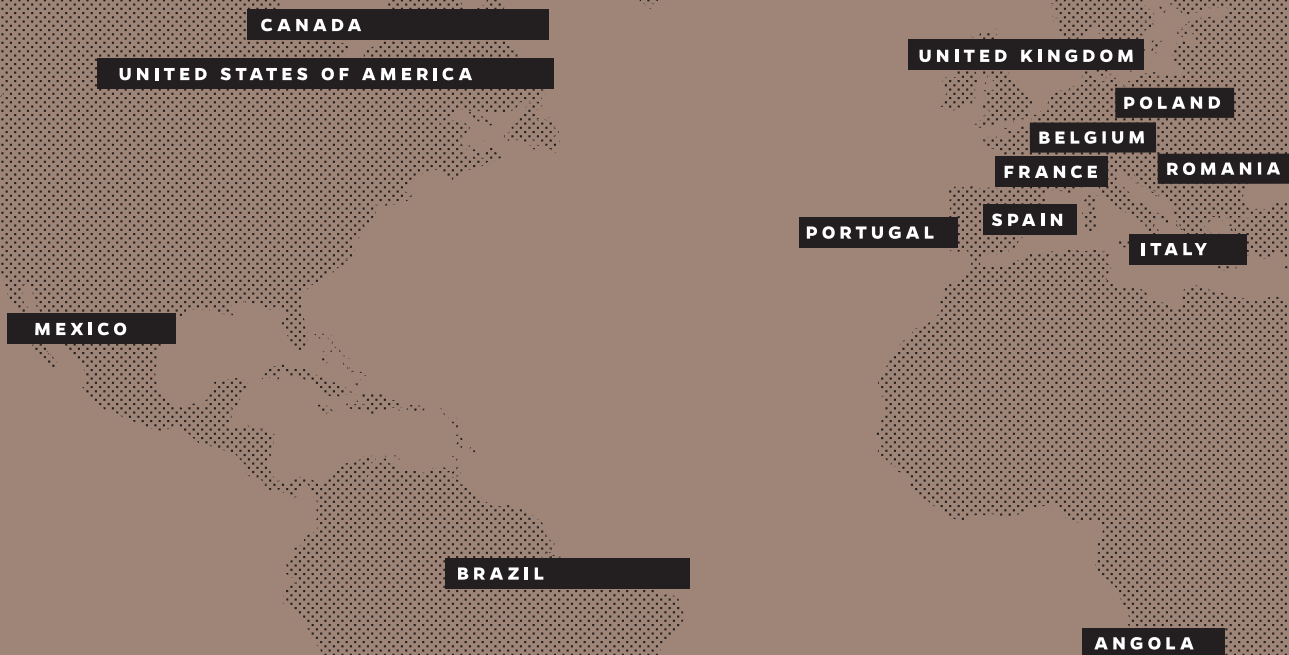 CANADA
UNITED STATES OF AMERICA
UNITED KINGDOM
POLAND
BELGIUM
FRANCE
ROMANIA
SPAIN
PORTUGAL
ITALY
MEXICO
BRAZIL
ANGOLA